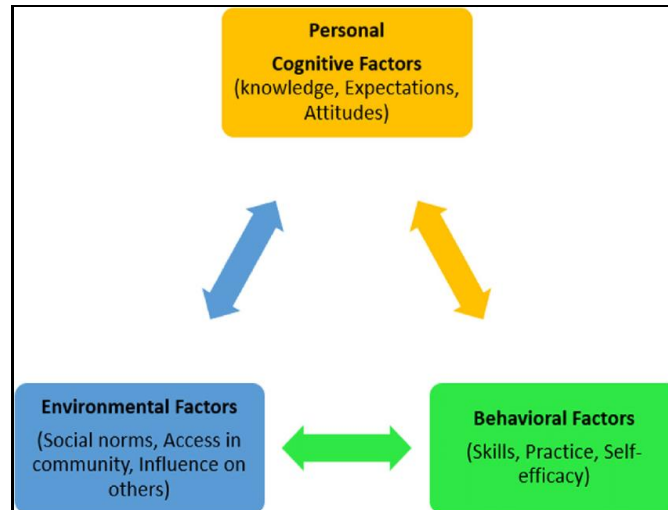 Personal
Cognitive Factors
(knowledge, Expectations,
Attitudes)
Environmental Factors
(Social norms, Access in
community, Influence on
others)
Behavioral Factors
(Skills, Practice, Self-
efficacy)